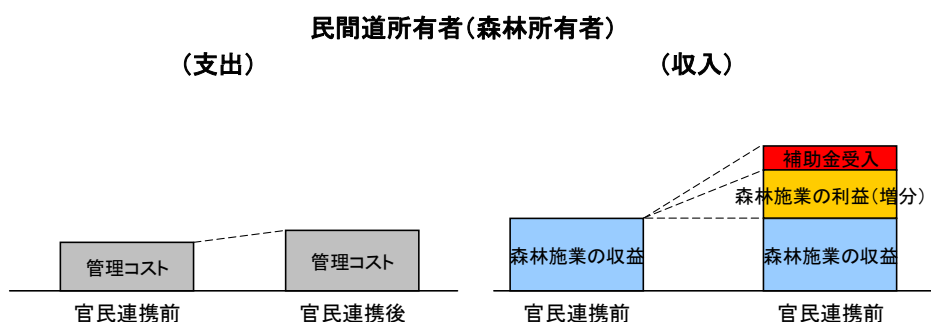 民間道所有者(森林所有者)
(支出)
(収入)
補助金受入
森林施業の利益(増分)
管理コスト
管理コスト
森林施業の収益
森林施業の収益
官民連携前
官民連携後
官民連携前
官民連携前